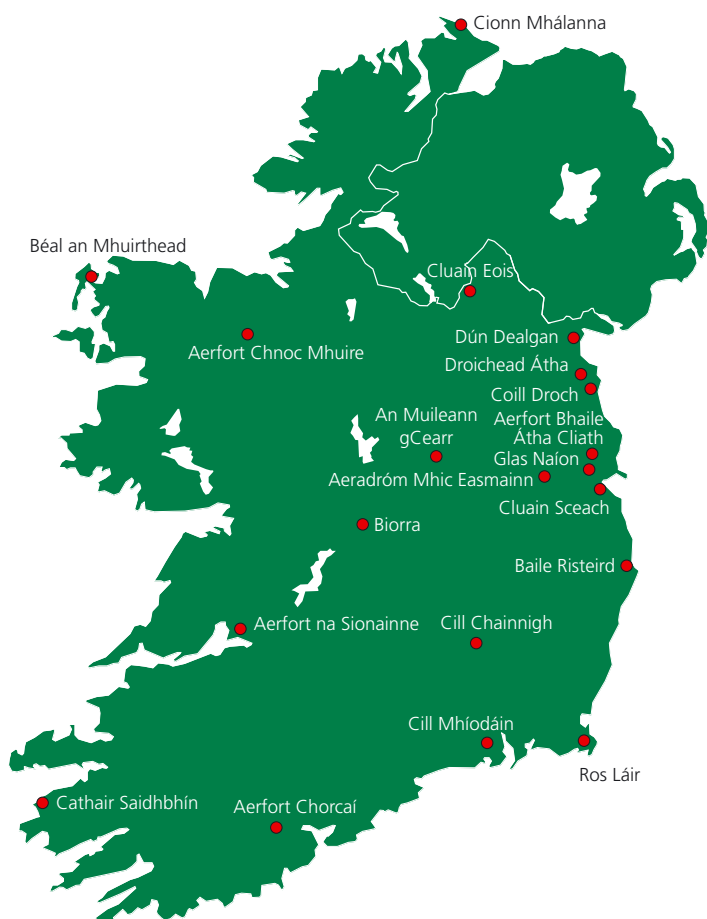 Cionn Mhálanna
Béal an Mhuirthead
Cluain Eois
Dún Dealgan
Aerfort Chnoc Mhuire
Droichead Átha
Coill Droch
An Muileann
gCearr
Aerfort Bhaile
Átha Cliath
Glas Naíon
Aeradróm Mhic Easmainn
Cluain Sceach
Biorra
Baile Risteird
Aerfort na Sionainne
Cill Chainnigh
Cill Mhíodáin
Ros Láir
Cathair Saidhbhín
Aerfort Chorcaí